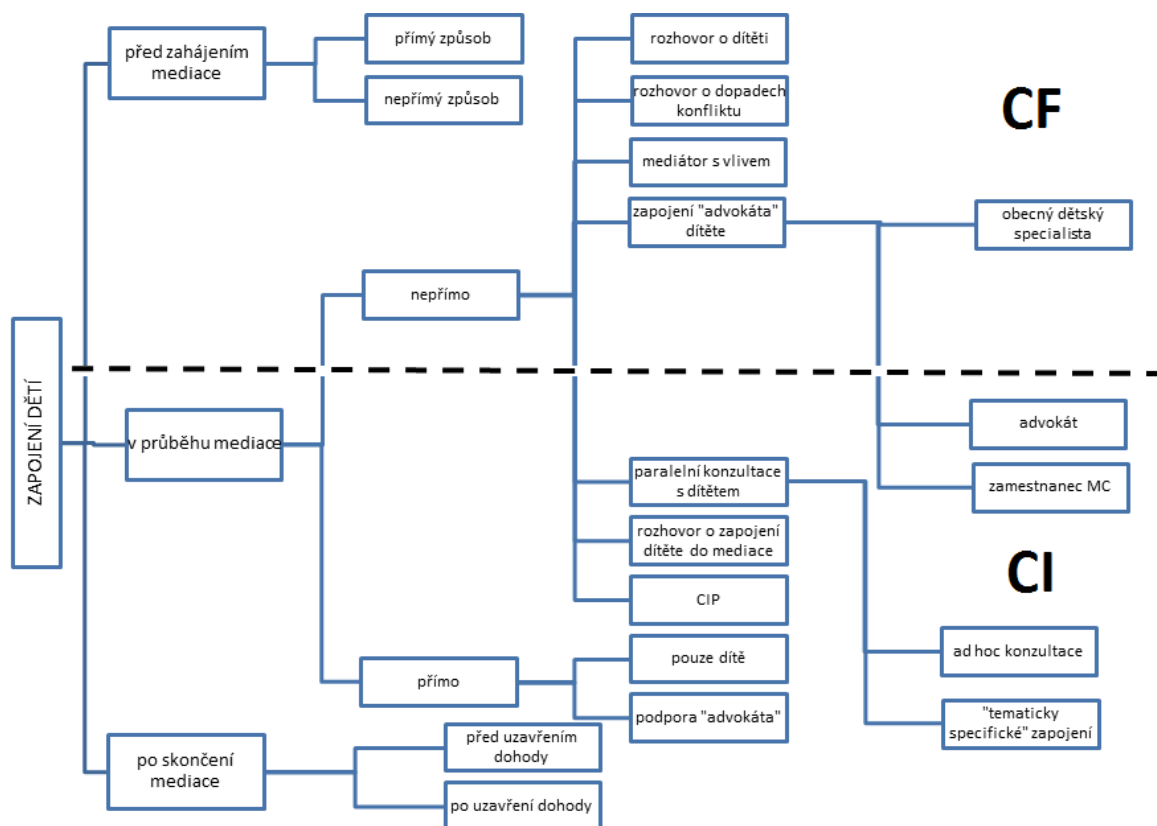 před zahájením
mediace
přímý způsob
nepřímý způsob
rozhovor o dítěti
rozhovor o dopadech
konfliktu
mediátor s vlivem
zapojení "advokáta"
dítěte
CF
obecný dětský
specialista
nepřímo
ZAPOJENÍ DĚTÍ
v průběhu mediace
advokát
paralelní konzultace
s dítětem
zamestnanec MC
rozhovor o zapojení
dítěte do mediace
CI
CIP
přímo
pouze dítě
podpora "advokáta"
ad hoc konzultace
"tematicky
specifické" zapojení
po skončení
mediace
před uzavřením
dohody
po uzavření dohody